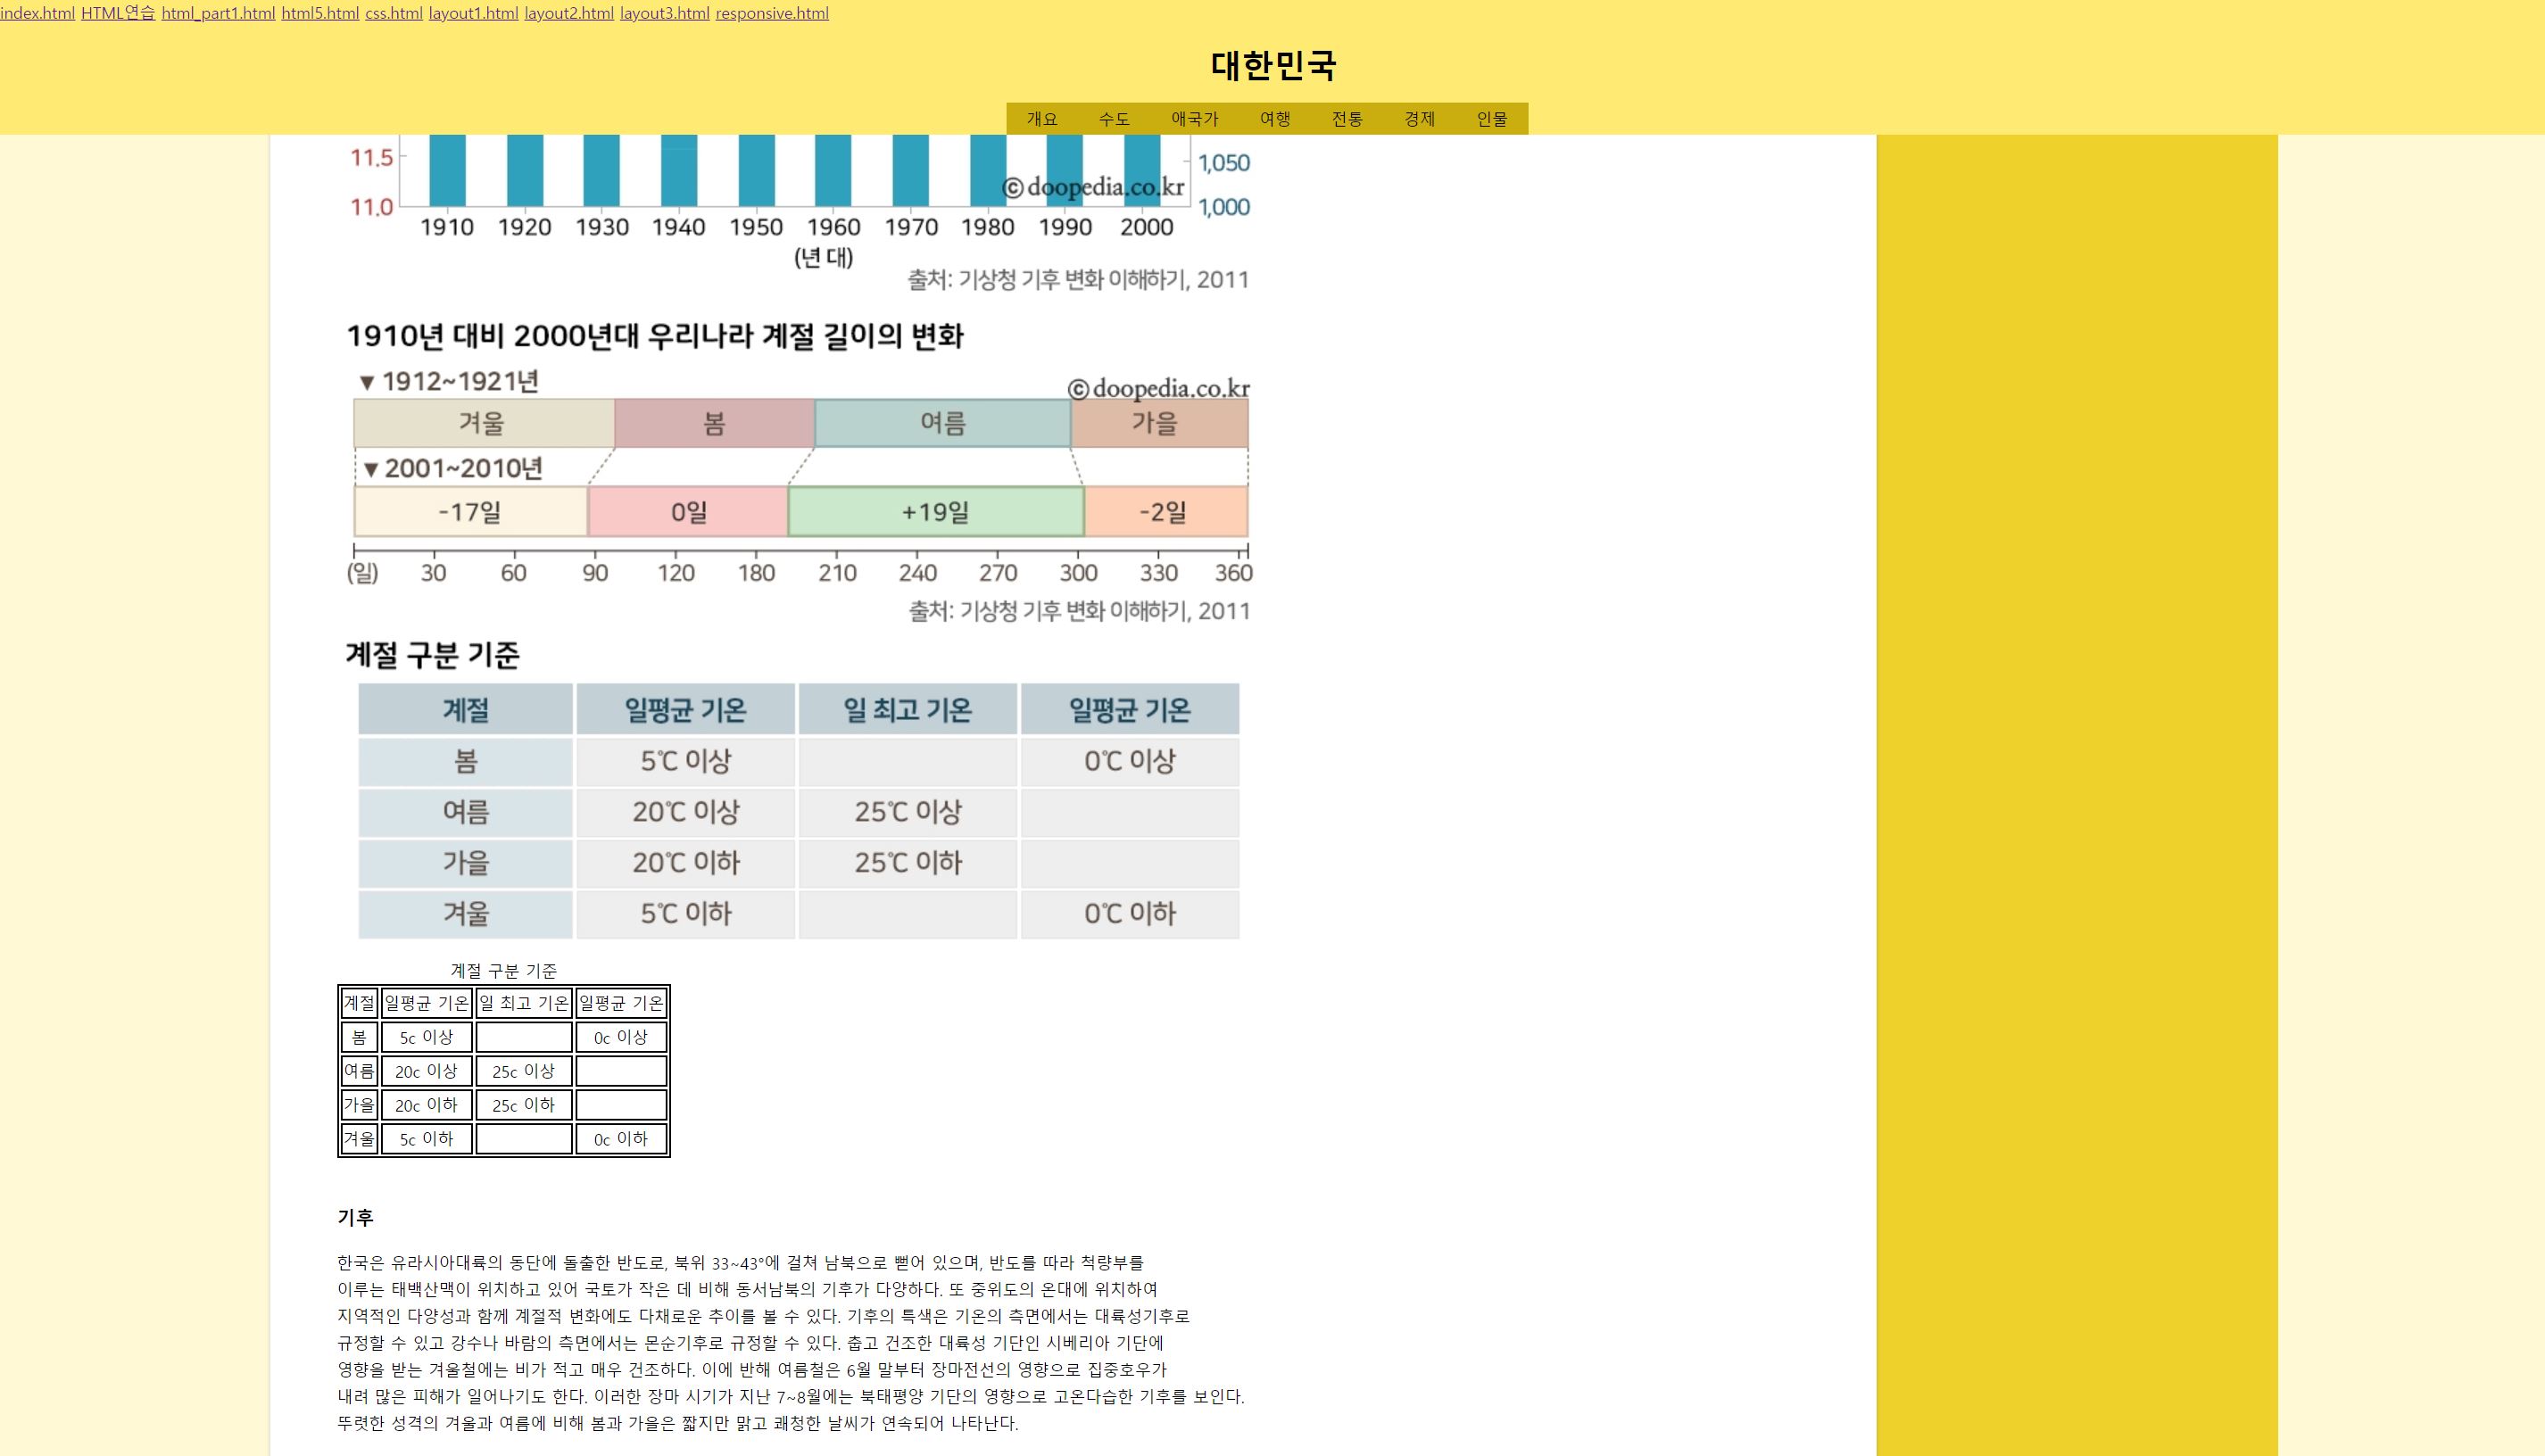 index.html HTML연습 html_part1.html html5.html css.html layout1.html layout2.html layout3.html responsive.html
대한민국
개요 수도 애국가 여행 전통 경제 인물
11.5 1,050
ⓒdoopedia.co.kr
11.0 1,000
1910 1920 1930 1940 1950 1960 1970 1980 1990 2000
(년 대)
출처: 기상청 기후 변화 이해하기, 2011
1910년 대비 2000년대 우리나라 계절 길이의 변화
▼ 1912~1921년
ⓒdoopedia.co.kr
겨울 봄 여름 가을
▼ 2001~2010년
-17일 0일 +19일 -2일
(일) 30 60 90 120 180 210 240 270 300 330 360
출처: 기상청 기후 변화 이해하기, 2011
계절 구분 기준
계절 일평균 기온 일 최고 기온 일평균 기온
봄 5℃ 이상 0℃ 이상
여름 20℃ 이상 25℃ 이상
가을 20℃ 이하 25℃ 이하
겨울 5℃ 이하 0℃ 이하
계절 구분 기준
계절 일평균 기온 일 최고 기온 일평균 기온
봄 5c 이상 0c 이상
여름 20c 이상 25c 이상
가을 20c 이하 25c 이하
겨울 5c 이하 0c 이하
기후
한국은 유라시아대륙의 동단에 돌출한 반도로, 북위 33~43°에 걸쳐 남북으로 뻗어 있으며, 반도를 따라 척량부를
이루는 태백산맥이 위치하고 있어 국토가 작은 데 비해 동서남북의 기후가 다양하다. 또 중위도의 온대에 위치하여
지역적인 다양성과 함께 계절적 변화에도 다채로운 추이를 볼 수 있다. 기후의 특색은 기온의 측면에서는 대륙성기후로
규정할 수 있고 강수나 바람의 측면에서는 몬순기후로 규정할 수 있다. 춥고 건조한 대륙성 기단인 시베리아 기단에
영향을 받는 겨울철에는 비가 적고 매우 건조하다. 이에 반해 여름철은 6월 말부터 장마전선의 영향으로 집중호우가
내려 많은 피해가 일어나기도 한다. 이러한 장마 시기가 지난 7~8월에는 북태평양 기단의 영향으로 고온다습한 기후를 보인다.
뚜렷한 성격의 겨울과 여름에 비해 봄과 가을은 짧지만 맑고 쾌청한 날씨가 연속되어 나타난다.